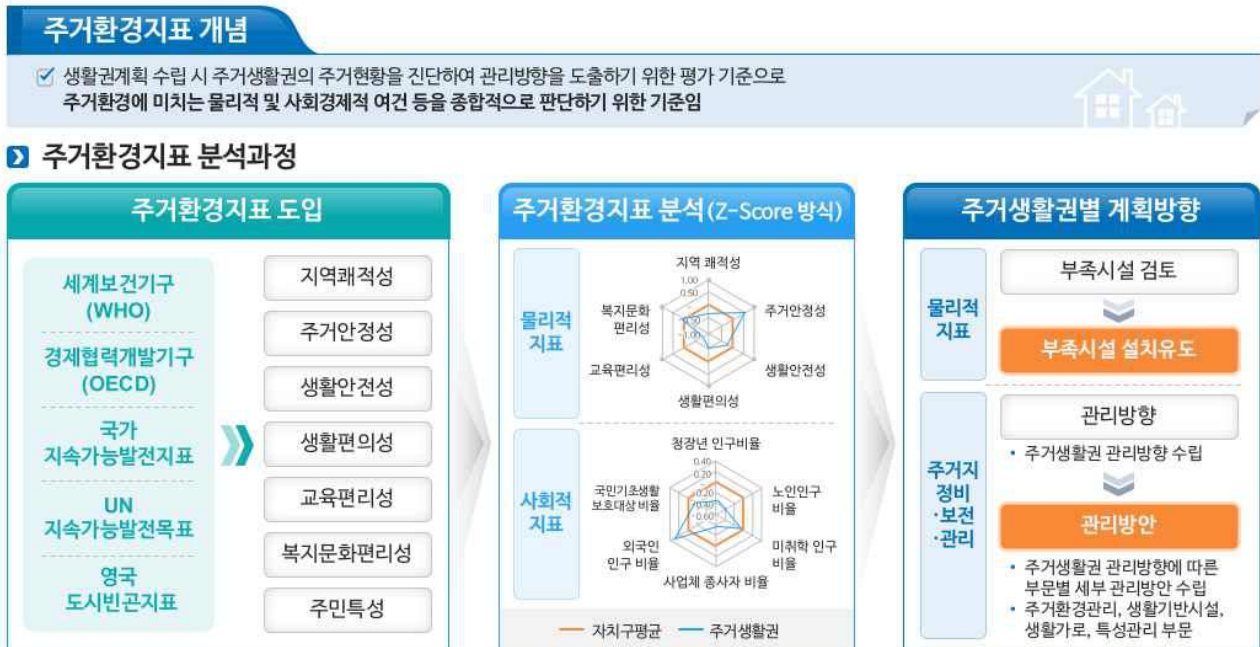 주거환경지표 개념
생활권계획 수립 시 주거생활권의 주거현황을 진단하여 관리방향을 도출하기 위한 평가 기준으로
주거환경에 미치는 물리적 및 사회경제적 여건 등을 종합적으로 판단하기 위한 기준임
주거환경지표 분석과정
주거환경지표 도입
세계보건기구
(WHO)
경제협력개발기구
(OECD)
국가
지속가능발전지표
UN
지속가능발전목표
영국
도시빈곤지표
지역쾌적성
주거안정성
생활안전성
생활편의성
교육편리성
복지문화편리성
주민특성
주거환경지표 분석(Z-Score 방식)
물리적
지표
지역 쾌적성
1.00
0.50
-1.00
주거안정성
생활안전성
생활편의성
교육편리성
복지문화
편리성
사회적
지표
청장년 인구비율
0.40
0.20
-0.20
-0.40
-0.60
노인인구
비율
미취학 인구
비율
사업체 종사자 비율
외국인
인구 비율
국민기초생활
보호대상 비율
자치구평균
주거생활권
주거생활권별 계획방향
물리적
지표
부족시설 검토
부족시설 설치유도
주거지
정비
·보전
·관리
관리방향
• 주거생활권 관리방향 수립
관리방안
• 주거생활권 관리방향에 따른
부문별 세부 관리방안 수립
• 주거환경관리, 생활기반시설,
생활가로, 특성관리 부문